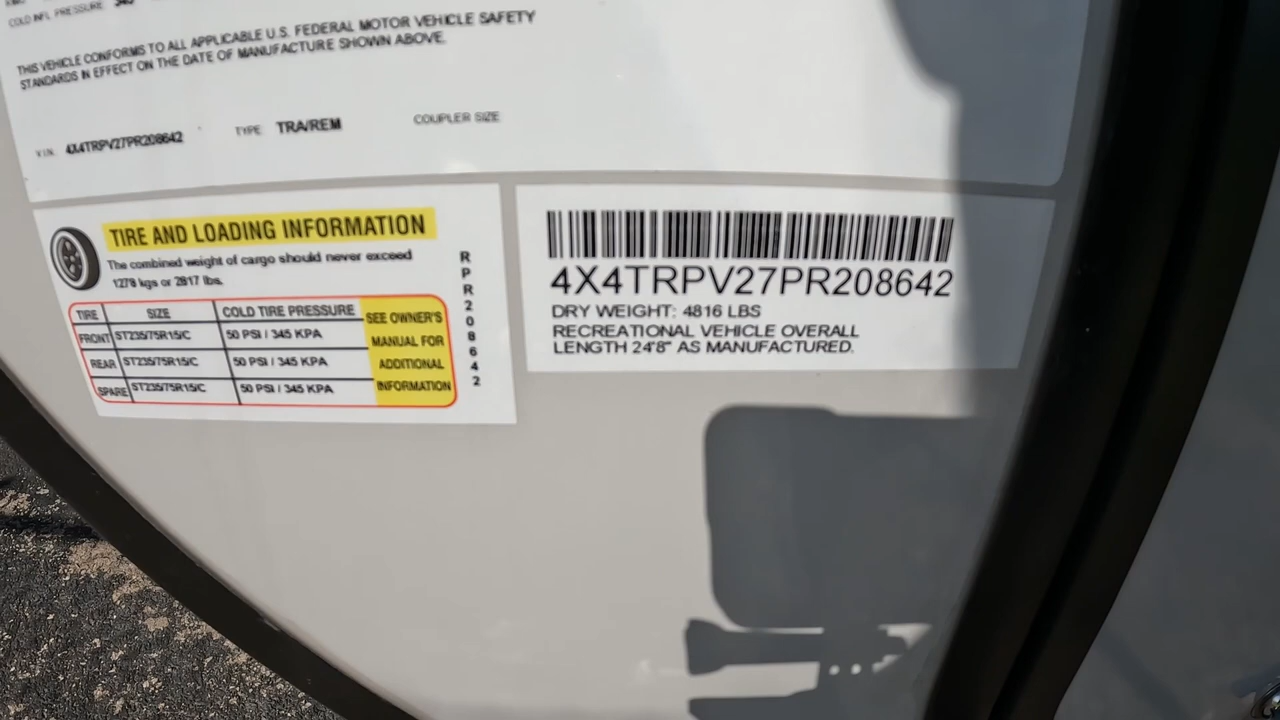 COLD INFL. PRESSURE 345
THIS VEHICLE CONFORMS TO ALL APPLICABLE U.S. FEDERAL MOTOR VEHICLE SAFETY
STANDARDS IN EFFECT ON THE DATE OF MANUFACTURE SHOWN ABOVE.
V.I.N. 4X4TRPV27PR208642 TYPE TRA/REM COUPLER SIZE
TIRE AND LOADING INFORMATION
The combined weight of cargo should never exceed
1278 kgs or 2817 lbs.
TIRE SIZE COLD TIRE PRESSURE SEE OWNER'S
FRONT ST235/75R15/C 50 PSI / 345 KPA MANUAL FOR
REAR ST235/75R15/C 50 PSI / 345 KPA ADDITIONAL
SPARE ST235/75R15/C 50 PSI / 345 KPA INFORMATION
RPR208642
4X4TRPV27PR208642
DRY WEIGHT: 4816 LBS
RECREATIONAL VEHICLE OVERALL
LENGTH 24'8" AS MANUFACTURED.